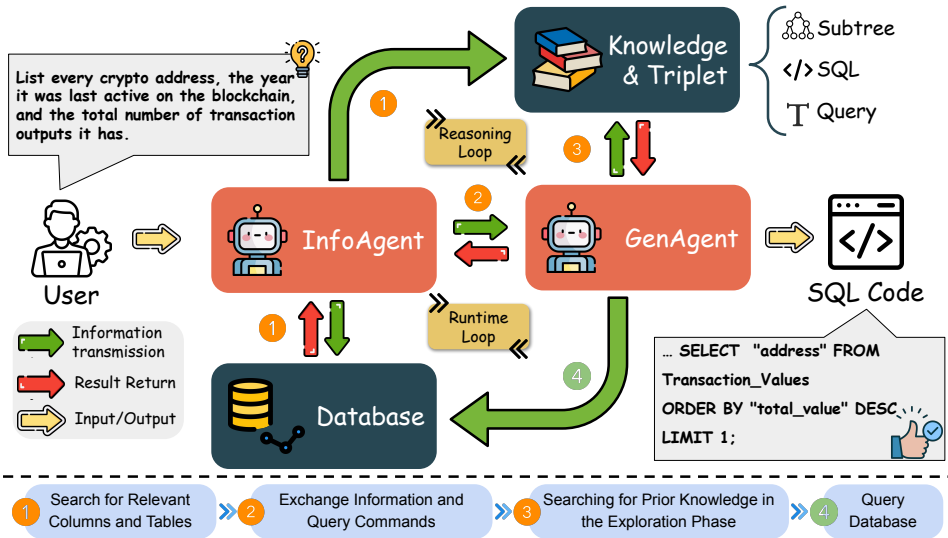 List every crypto address, the year
it was last active on the blockchain,
and the total number of transaction
outputs it has.
Knowledge
& Triplet
Subtree
</> SQL
T Query
1
Reasoning
Loop
3
2
InfoAgent
GenAgent
</>
User
SQL Code
1
Runtime
Loop
4
Database
Information
transmission
Result Return
Input/Output
... SELECT "address" FROM
Transaction_Values
ORDER BY "total_value" DESC
LIMIT 1;
1 Search for Relevant
Columns and Tables
2 Exchange Information and
Query Commands
3 Searching for Prior Knowledge in
the Exploration Phase
4 Query
Database